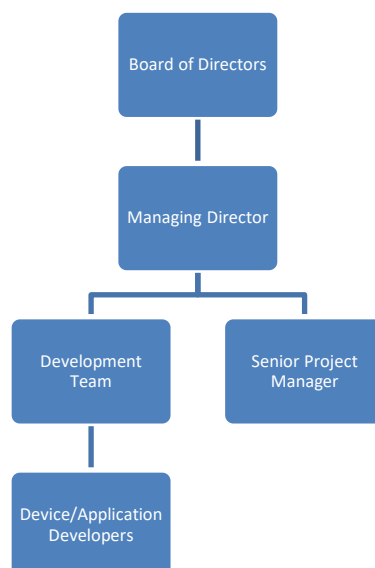 Board of Directors
Managing Director
Development
Team
Senior Project
Manager
Device/Application
Developers